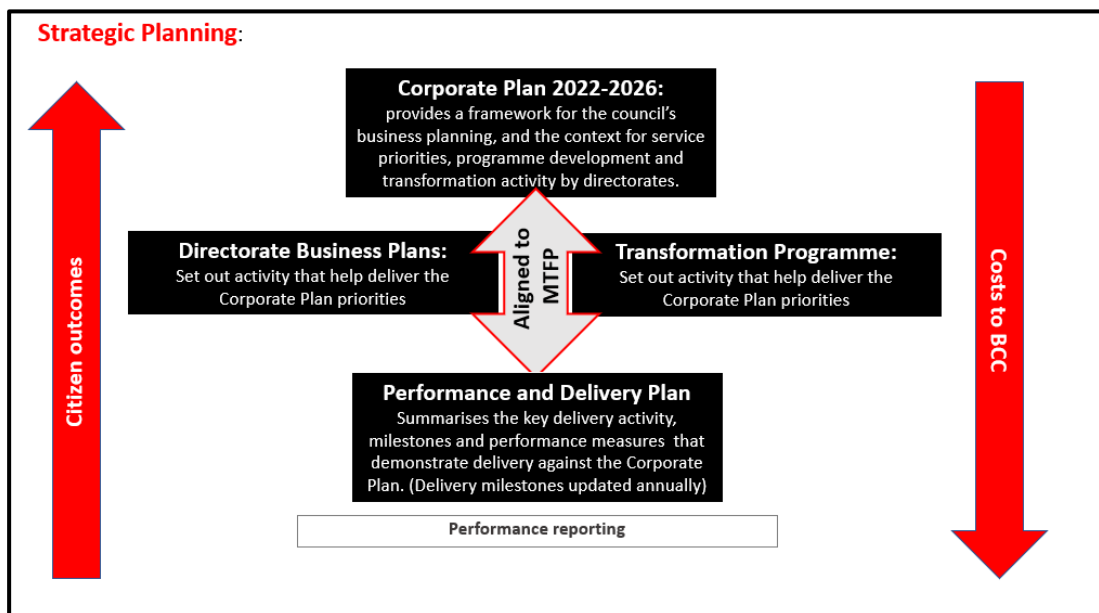 Strategic Planning:
Corporate Plan 2022-2026:
provides a framework for the council's
business planning, and the context for service
priorities, programme development and
transformation activity by directorates.
Citizen outcomes
Directorate Business Plans:
Set out activity that help deliver the
Corporate Plan priorities
Aligned to
MTFP
Transformation Programme:
Set out activity that help deliver the
Corporate Plan priorities
Costs to BCC
Performance and Delivery Plan
Summarises the key delivery activity,
milestones and performance measures that
demonstrate delivery against the Corporate
Plan. (Delivery milestones updated annually)
Performance reporting